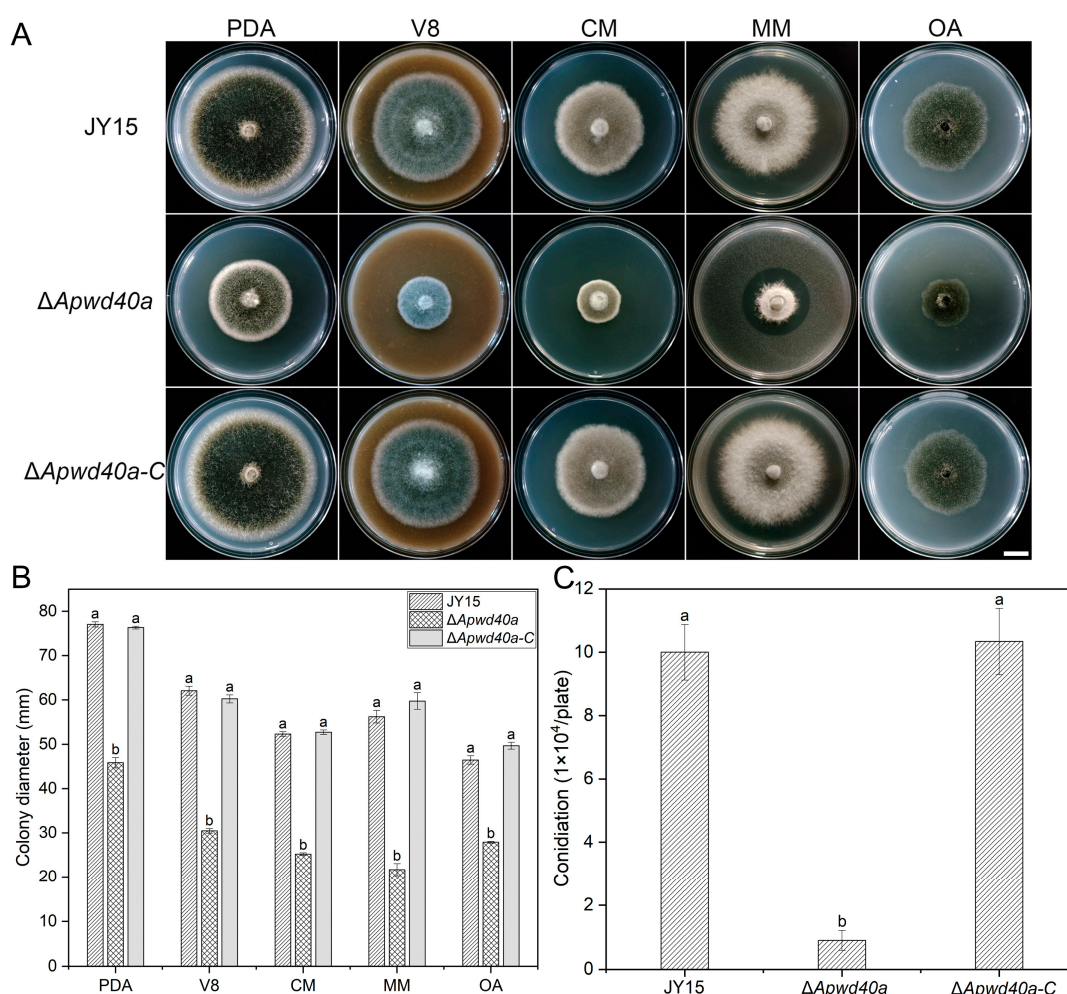 A
PDA V8 CM MM OA
JY15
ΔApwd40a
ΔApwd40a-C
B
Colony diameter (mm)
80
70
60
50
40
30
20
10
0
JY15
ΔApwd40a
ΔApwd40a-C
a b a
a b a
a b a
a b a
a b a
PDA V8 CM MM OA
C
Conidiation (1×10⁴/plate)
12
10
8
6
4
2
0
a b a
JY15 ΔApwd40a ΔApwd40a-C